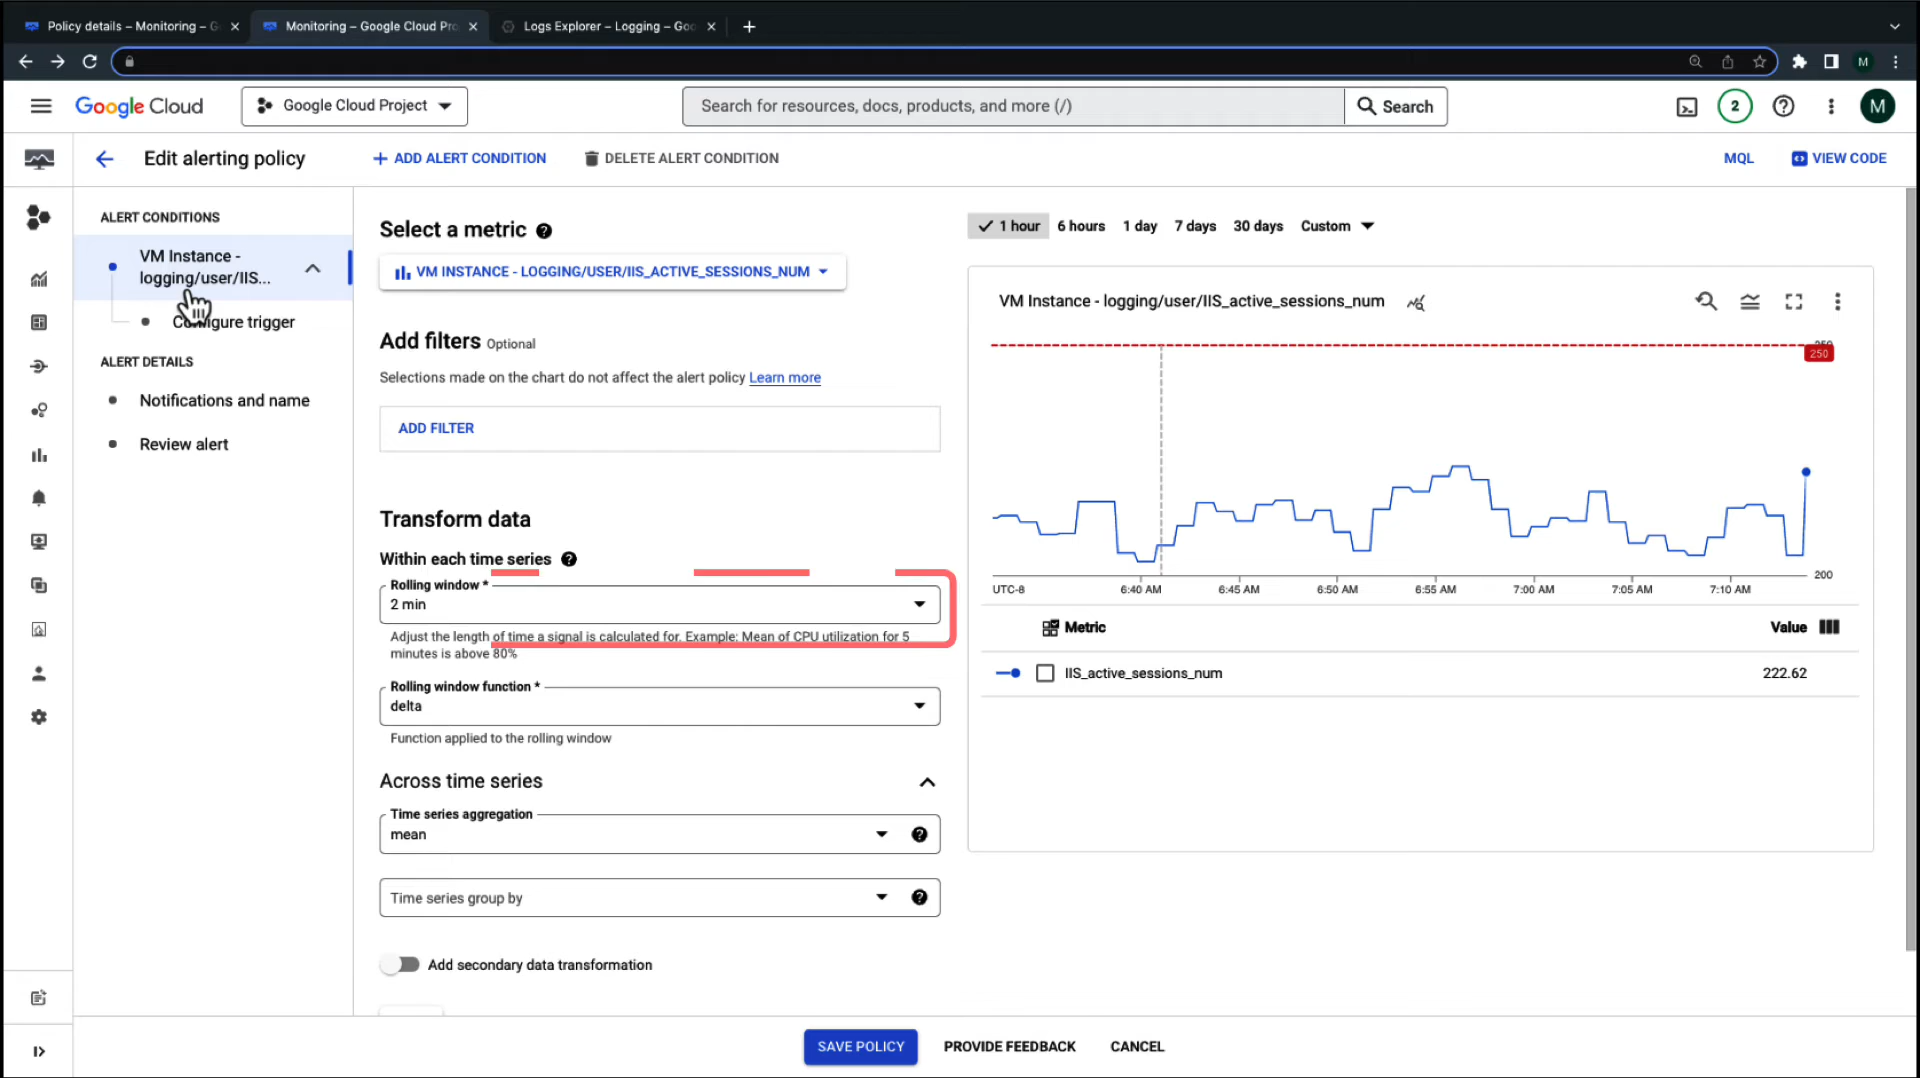 Policy details – Monitoring – G
Monitoring – Google Cloud Pro
Logs Explorer – Logging – Goo
M
Google Cloud
Google Cloud Project
Search for resources, docs, products, and more (/)
Search
2
M
Edit alerting policy
ADD ALERT CONDITION
DELETE ALERT CONDITION
MQL
VIEW CODE
ALERT CONDITIONS
VM Instance -
logging/user/IIS...
Configure trigger
ALERT DETAILS
Notifications and name
Review alert
Select a metric
VM INSTANCE - LOGGING/USER/IIS_ACTIVE_SESSIONS_NUM
Add filters Optional
Selections made on the chart do not affect the alert policy Learn more
ADD FILTER
Transform data
Within each time series
Rolling window *
2 min
Adjust the length of time a signal is calculated for. Example: Mean of CPU utilization for 5
minutes is above 80%
Rolling window function *
delta
Function applied to the rolling window
Across time series
Time series aggregation
mean
Time series group by
Add secondary data transformation
1 hour
6 hours
1 day
7 days
30 days
Custom
VM Instance - logging/user/IIS_active_sessions_num
250
250
200
UTC-8
6:40 AM
6:45 AM
6:50 AM
6:55 AM
7:00 AM
7:05 AM
7:10 AM
Metric
Value
IIS_active_sessions_num
222.62
SAVE POLICY
PROVIDE FEEDBACK
CANCEL